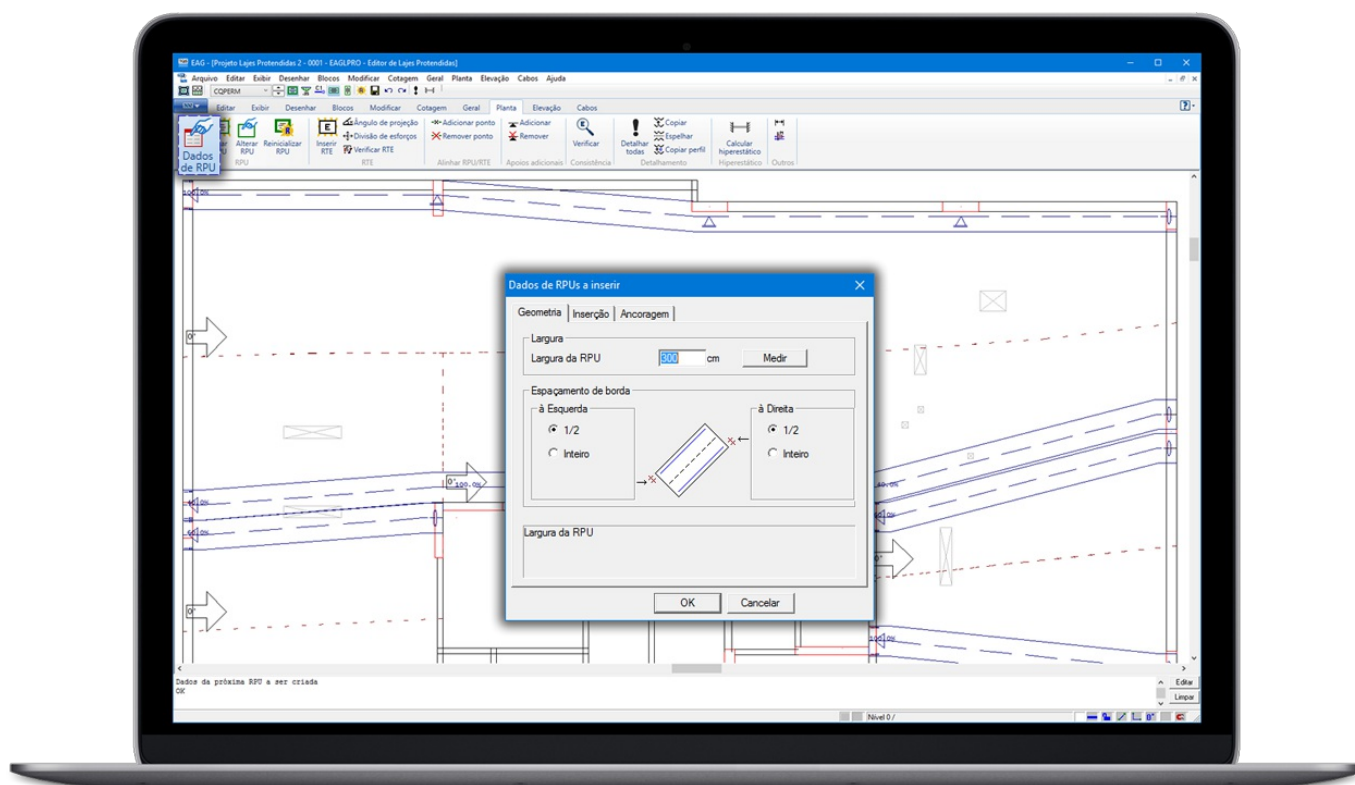 EAG - [Projeto Lajes Protendidas 2 - 0001 - EAGLPRO - Editor de Lajes Protendidas]
Arquivo Editar Exibir Desenhar Blocos Modificar Cotagem Geral Planta Elevação Cabos Ajuda
CQPERM
Editar Exibir Desenhar Blocos Modificar Cotagem Geral Planta Elevação Cabos
Dados de RPU
Alterar RPU
Reinicializar RPU
RPU
Inserir RTE
Ângulo de projeção
Divisão de esforços
Verificar RTE
RTE
Adicionar ponto
Remover ponto
Alinhar RPU/RTE
Adicionar
Remover
Apoios adicionais
Verificar
Consistência
Detalhar todas
Copiar
Espelhar
Copiar perfil
Detalhamento
Calcular hiperestático
Hiperestático
Outros
0°
0°
100.0%
0°
Dados de RPUs a inserir
Geometria Inserção Ancoragem
Largura
Largura da RPU 300 cm Medir
Espaçamento de borda
à Esquerda
1/2
Inteiro
à Direita
1/2
Inteiro
Largura da RPU
OK Cancelar
Dados da próxima RPU a ser criada
OK
Editar
Limpar
Nível 0 /